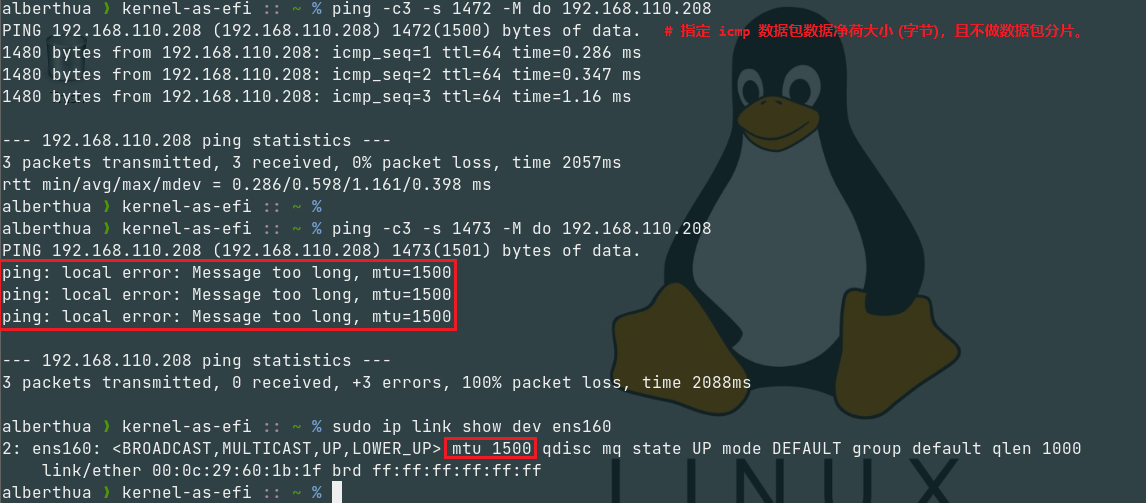 alberthua ❯ kernel-as-efi :: ~ % ping -c3 -s 1472 -M do 192.168.110.208
PING 192.168.110.208 (192.168.110.208) 1472(1500) bytes of data. # 指定 icmp 数据包数据净荷大小 (字节)，且不做数据包分片。
1480 bytes from 192.168.110.208: icmp_seq=1 ttl=64 time=0.286 ms
1480 bytes from 192.168.110.208: icmp_seq=2 ttl=64 time=0.347 ms
1480 bytes from 192.168.110.208: icmp_seq=3 ttl=64 time=1.16 ms
--- 192.168.110.208 ping statistics ---
3 packets transmitted, 3 received, 0% packet loss, time 2057ms
rtt min/avg/max/mdev = 0.286/0.598/1.161/0.398 ms
alberthua ❯ kernel-as-efi :: ~ %
alberthua ❯ kernel-as-efi :: ~ % ping -c3 -s 1473 -M do 192.168.110.208
PING 192.168.110.208 (192.168.110.208) 1473(1501) bytes of data.
ping: local error: Message too long, mtu=1500
ping: local error: Message too long, mtu=1500
ping: local error: Message too long, mtu=1500
--- 192.168.110.208 ping statistics ---
3 packets transmitted, 0 received, +3 errors, 100% packet loss, time 2088ms
alberthua ❯ kernel-as-efi :: ~ % sudo ip link show dev ens160
2: ens160: <BROADCAST,MULTICAST,UP,LOWER_UP> mtu 1500 qdisc mq state UP mode DEFAULT group default qlen 1000
link/ether 00:0c:29:60:1b:1f brd ff:ff:ff:ff:ff:ff
alberthua ❯ kernel-as-efi :: ~ %
LINUX